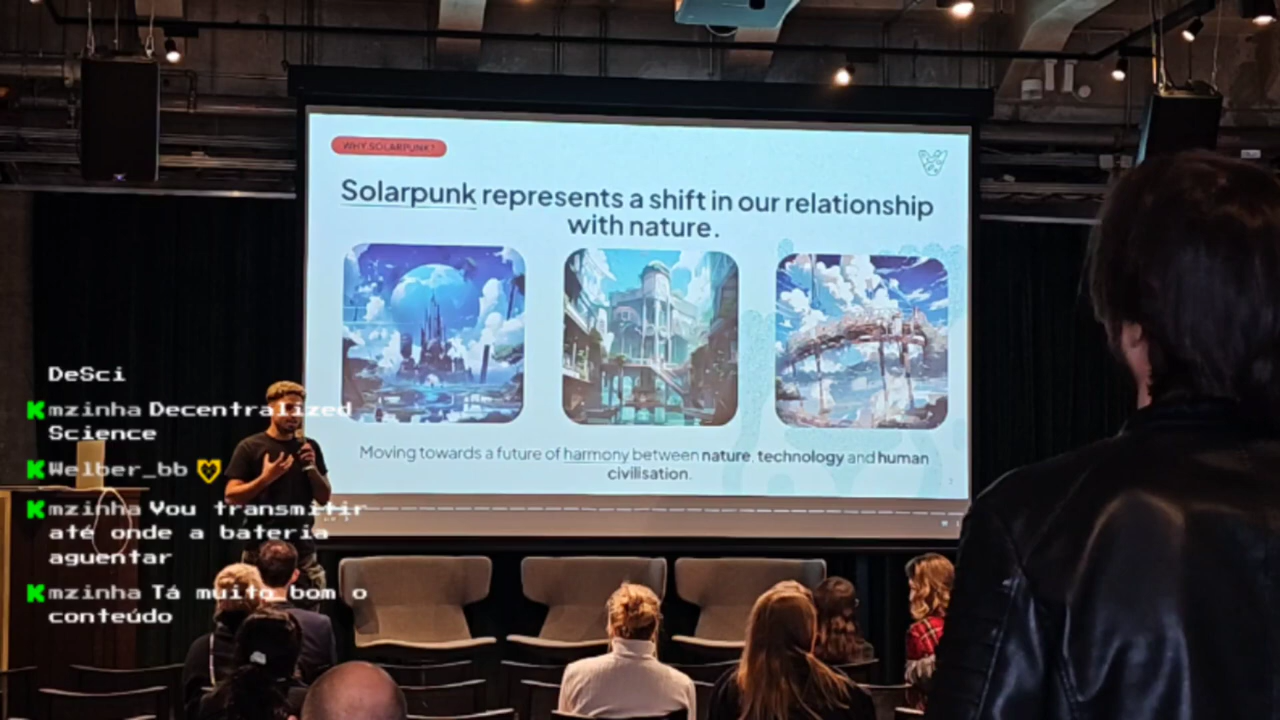 WHY SOLARPUNK?
Solarpunk represents a shift in our relationship
with nature.
Moving towards a future of harmony between nature, technology and human
civilisation.
DeSci
mzinha Decentralized
Science
Welber_bb
mzinha Vou transmitir
até onde a bateria
aguentar
mzinha Tá muito bom o
conteúdo